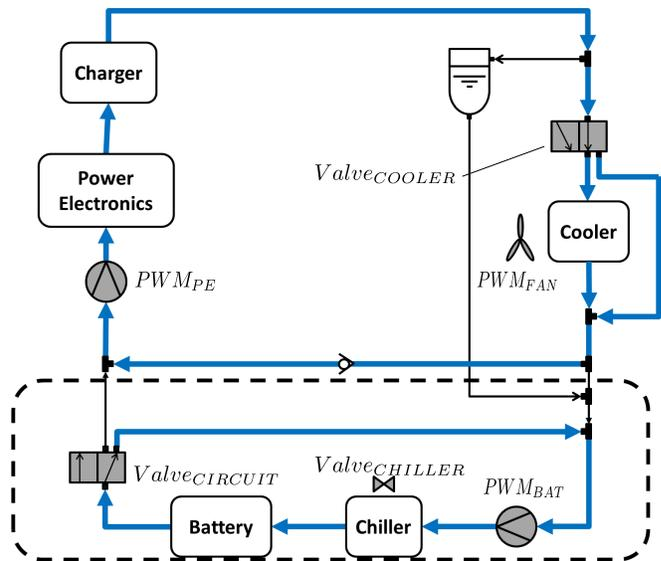 Charger
Valve_COOLER
Power
Electronics
Cooler
PWM_PE
PWM_FAN
Valve_CIRCUIT
Valve_CHILLER
PWM_BAT
Battery
Chiller